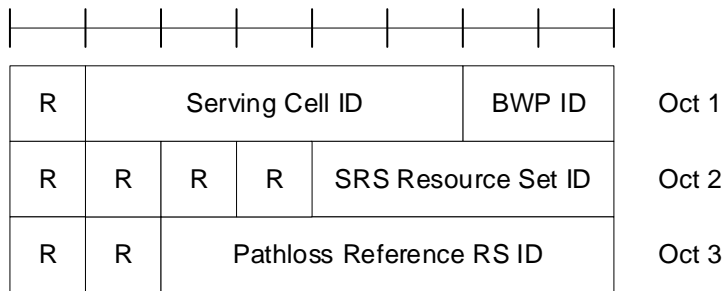 R Serving Cell ID BWP ID Oct 1
R R R R SRS Resource Set ID Oct 2
R R Pathloss Reference RS ID Oct 3